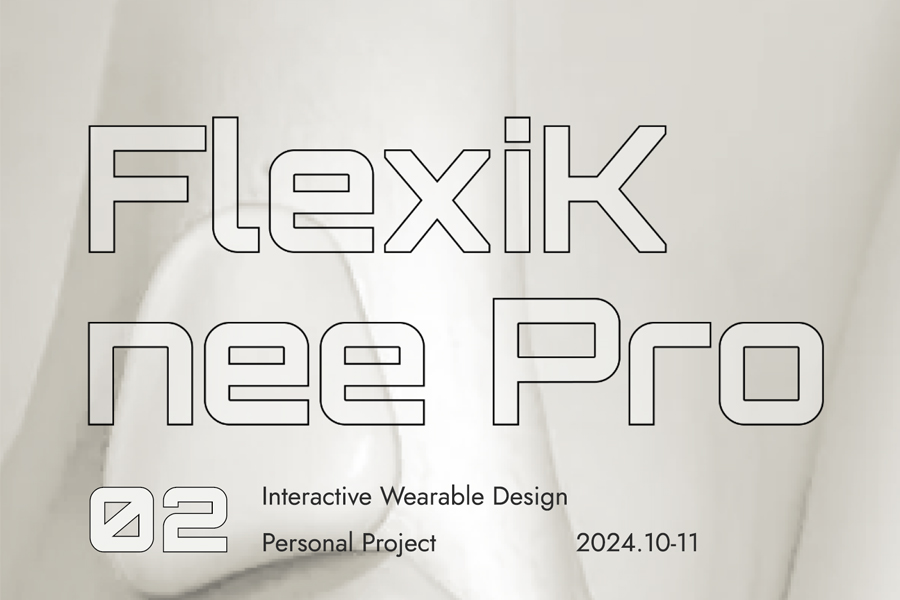 FlexiK
nee Pro
02
Interactive Wearable Design
Personal Project
2024.10-11